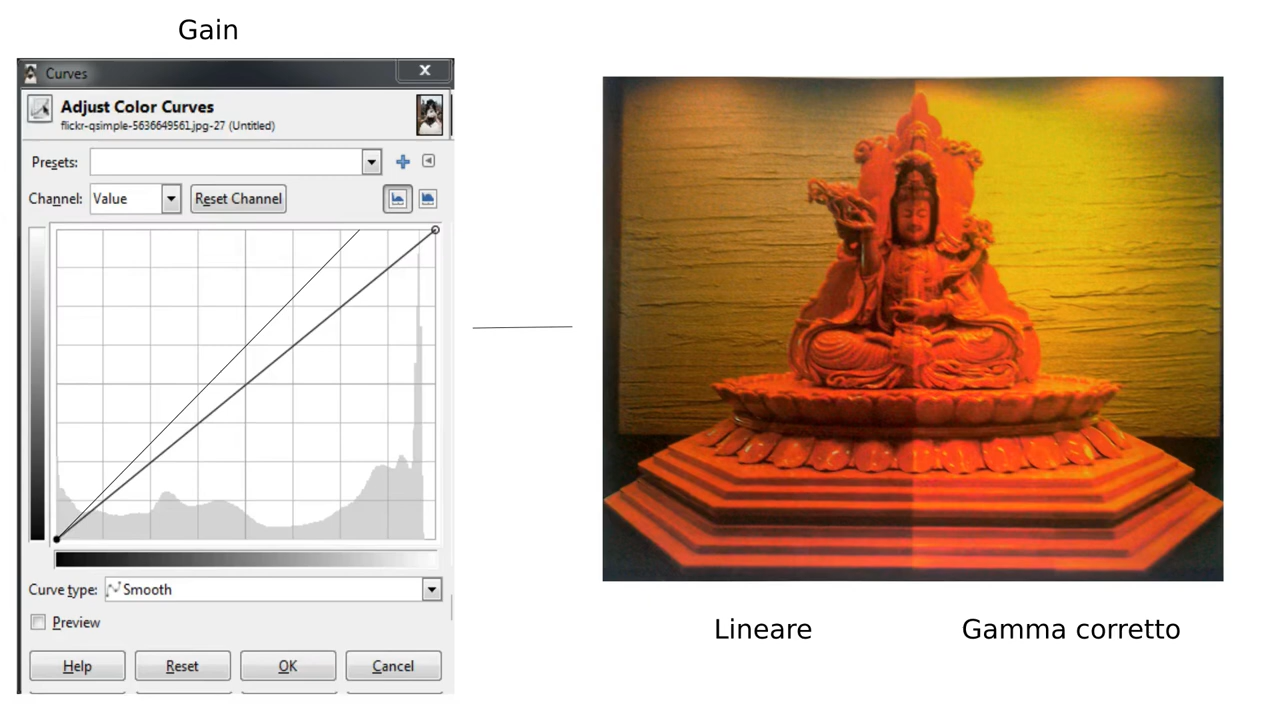 Gain
Curves
Adjust Color Curves
flickr-qsimple-5636649561.jpg-27 (Untitled)
Presets:
Channel: Value Reset Channel
Curve type: Smooth
Preview
Help Reset OK Cancel
Lineare Gamma corretto